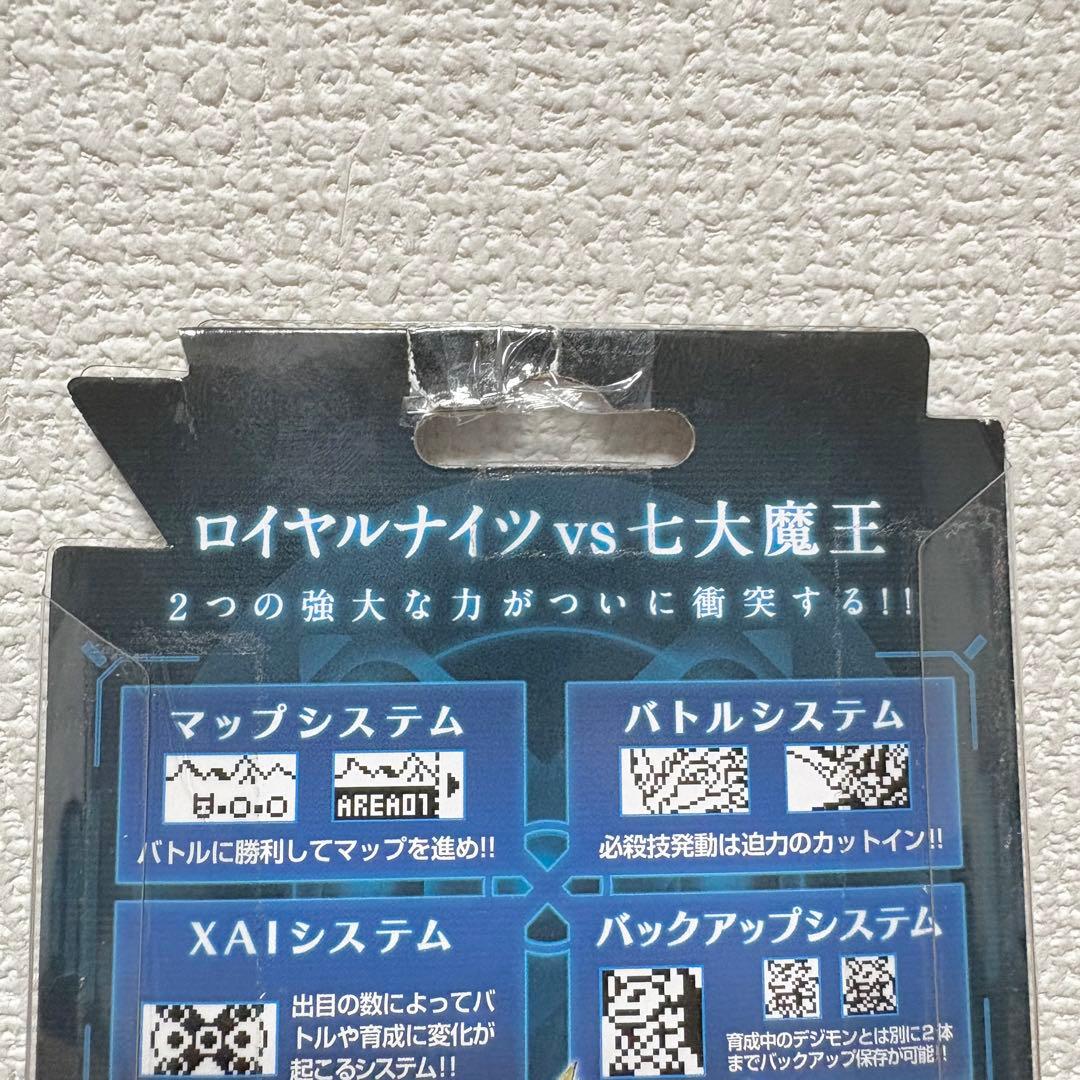 ロイヤルナイツvs七大魔王
2つの強大な力がついに衝突する!!
マップシステム
AREA01
バトルに勝利してマップを進め!!
バトルシステム
必殺技発動は迫力のカットイン!!
XAIシステム
出目の数によってバ
トルや育成に変化が
起こるシステム!!
バックアップシステム
育成中のデジモンとは別に2体
までバックアップ保存が可能!!